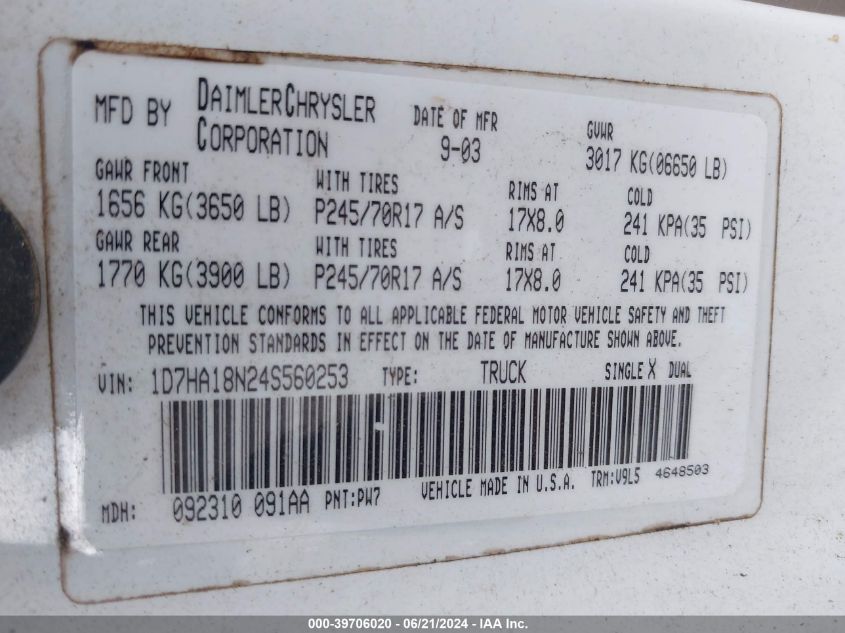 MFD BY DAIMLERCHRYSLER CORPORATION DATE OF MFR 9-03 GVWR 3017 KG(06650 LB)
GAWR FRONT WITH TIRES RIMS AT COLD
1656 KG(3650 LB) P245/70R17 A/S 17X8.0 241 KPA(35 PSI)
GAWR REAR WITH TIRES RIMS AT COLD
1770 KG(3900 LB) P245/70R17 A/S 17X8.0 241 KPA(35 PSI)
THIS VEHICLE CONFORMS TO ALL APPLICABLE FEDERAL MOTOR VEHICLE SAFETY AND THEFT
PREVENTION STANDARDS IN EFFECT ON THE DATE OF MANUFACTURE SHOWN ABOVE.
VIN: 1D7HA18N24S560253 TYPE: TRUCK SINGLE X DUAL
MDH: 092310 091AA PNT:PW7 VEHICLE MADE IN U.S.A. TRM:V9L5 4648503
000-39706020 / 06/21/2024 - IAA Inc.